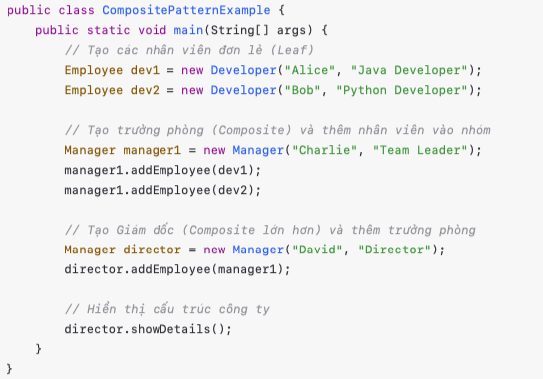 public class CompositePatternExample {
public static void main(String[] args) {
// Tạo các nhân viên đơn lẻ (Leaf)
Employee dev1 = new Developer("Alice", "Java Developer");
Employee dev2 = new Developer("Bob", "Python Developer");
// Tạo trưởng phòng (Composite) và thêm nhân viên vào nhóm
Manager manager1 = new Manager("Charlie", "Team Leader");
manager1.addEmployee(dev1);
manager1.addEmployee(dev2);
// Tạo Giám đốc (Composite lớn hơn) và thêm trưởng phòng
Manager director = new Manager("David", "Director");
director.addEmployee(manager1);
// Hiển thị cấu trúc công ty
director.showDetails();
}
}